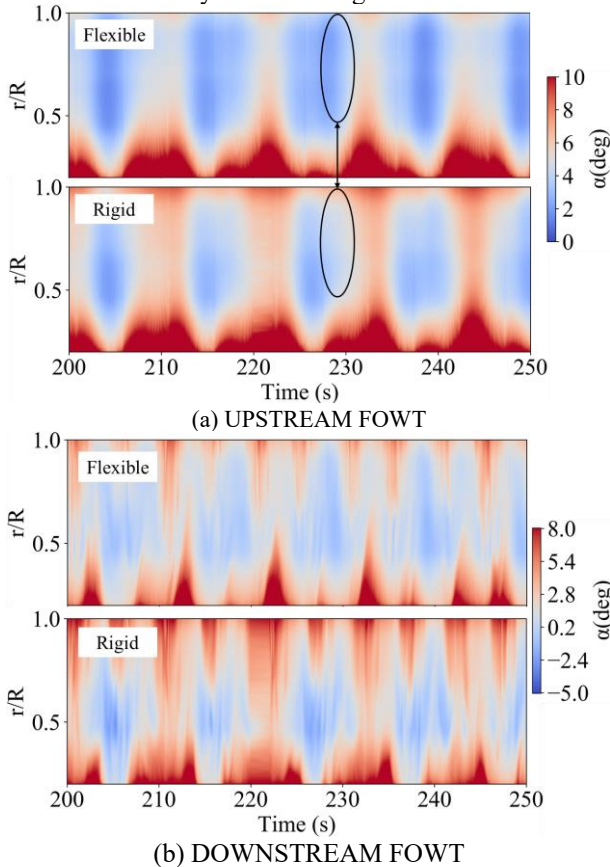 Flexible
r/R
1.0
0.5
Rigid
r/R
1.0
0.5
200 210 220 230 240 250
Time (s)
10
8
6
4
2
0
α(deg)
(a) UPSTREAM FOWT
Flexible
r/R
1.0
0.5
Rigid
r/R
1.0
0.5
200 210 220 230 240 250
Time (s)
8.0
5.4
2.8
0.2
−2.4
−5.0
α(deg)
(b) DOWNSTREAM FOWT